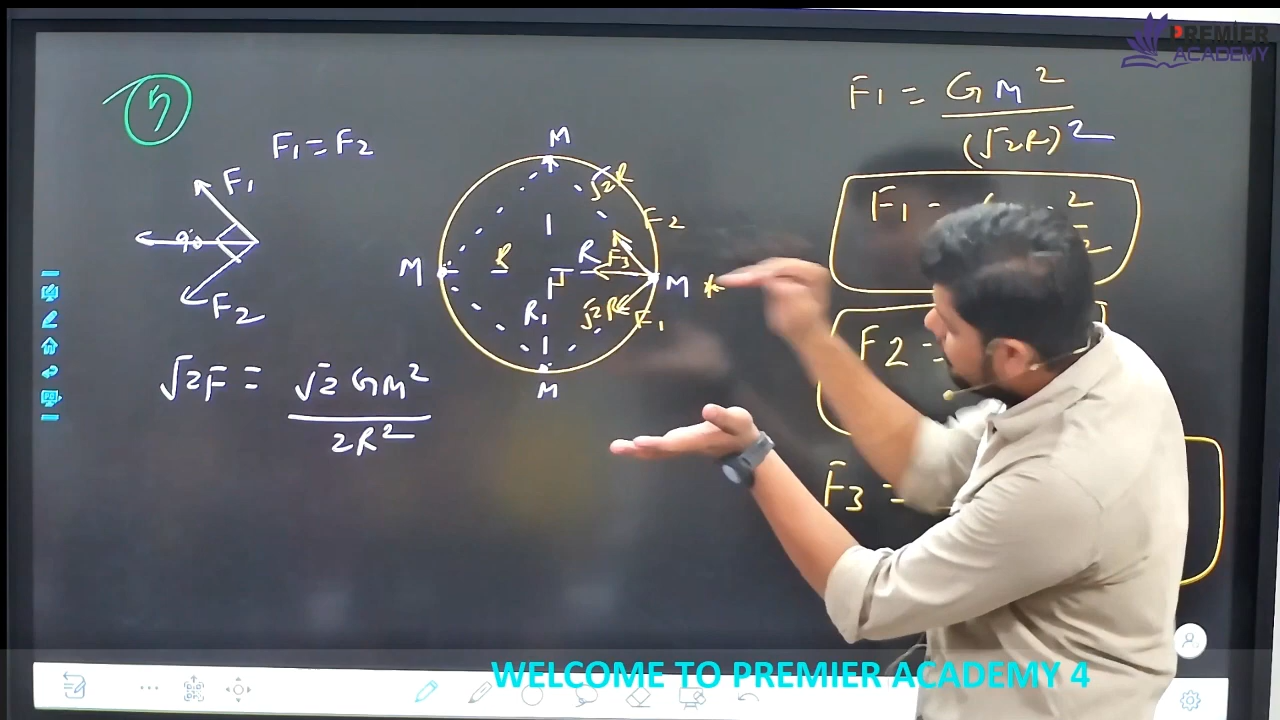 PREMIER
ACADEMY
5
F1 = F2
F1
90
F2
√2F = √2 GM²
2R²
M
√2R
F2
M
R
R
F3
M
R
√2R
F1
M
F1 = GM²
(√2R)²
F1 =
F2 =
F3 =
WELCOME TO PREMIER ACADEMY 4